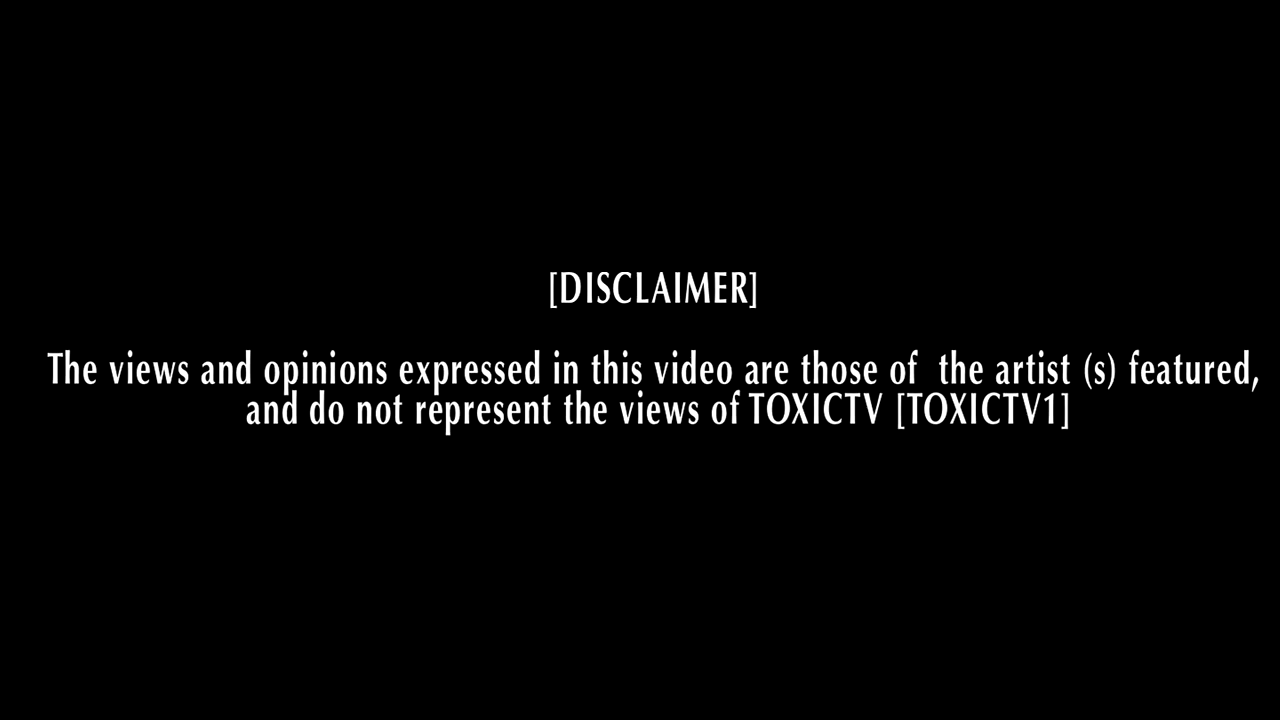 [DISCLAIMER]
The views and opinions expressed in this video are those of  the artist (s) featured,
and do not represent the views of TOXICTV [TOXICTV1]